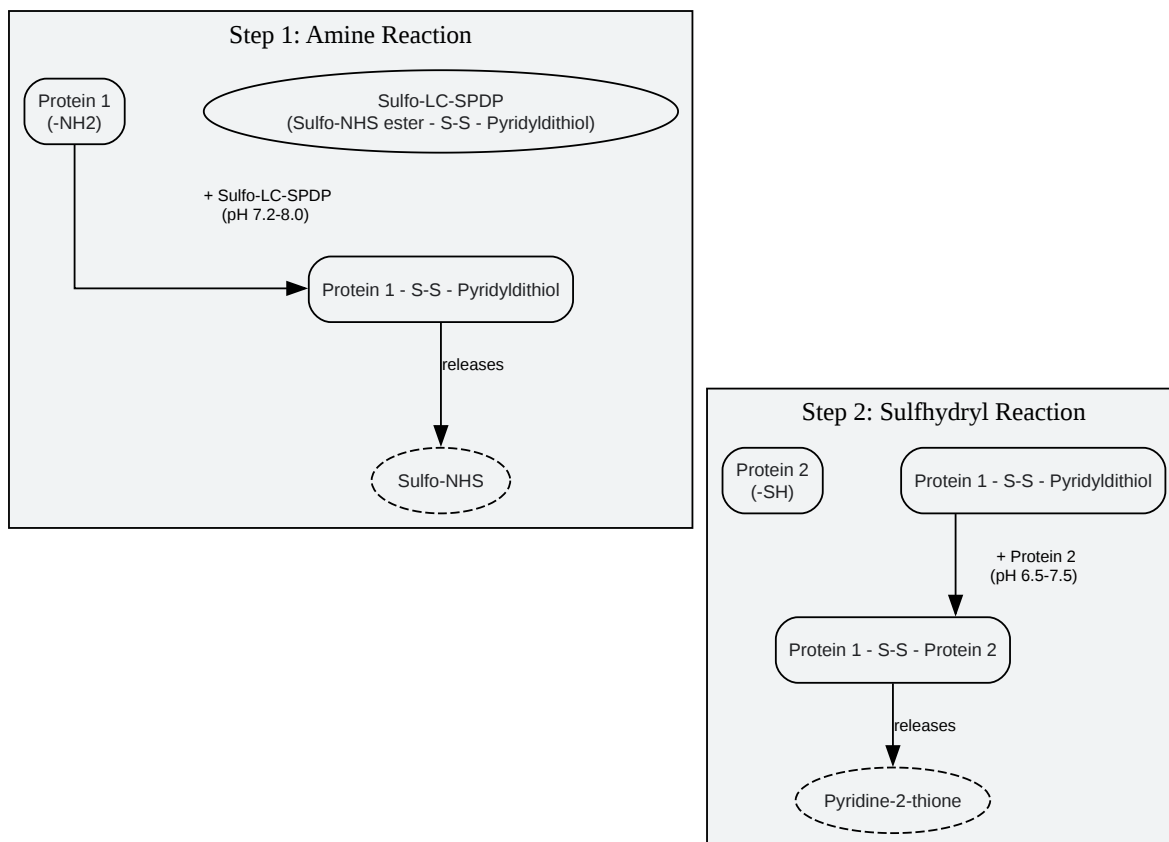 Step 1: Amine Reaction
Protein 1
(-NH2)
Sulfo-LC-SPDP
(Sulfo-NHS ester - S-S - Pyridyldithiol)
+ Sulfo-LC-SPDP
(pH 7.2-8.0)
Protein 1 - S-S - Pyridyldithiol
releases
Sulfo-NHS
Step 2: Sulfhydryl Reaction
Protein 2
(-SH)
Protein 1 - S-S - Pyridyldithiol
+ Protein 2
(pH 6.5-7.5)
Protein 1 - S-S - Protein 2
releases
Pyridine-2-thione